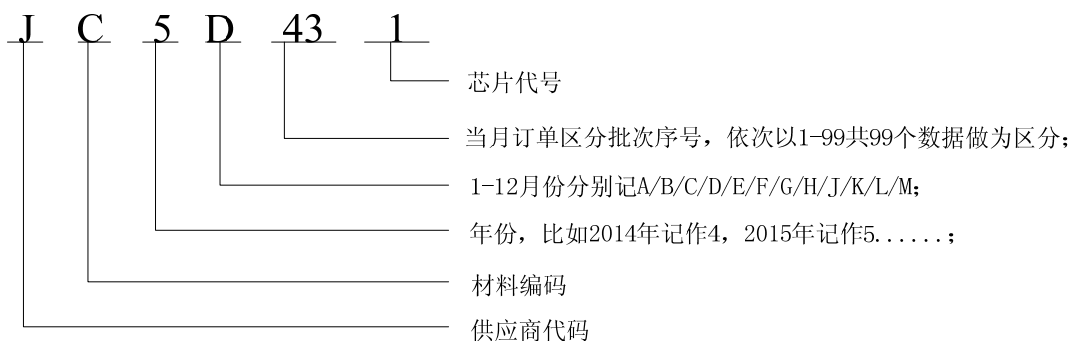 J C 5 D 43 1
芯片代号
当月订单区分批次序号，依次以1-99共99个数据做为区分；
1-12月份分别记A/B/C/D/E/F/G/H/J/K/L/M；
年份，比如2014年记作4，2015年记作5......；
材料编码
供应商代码